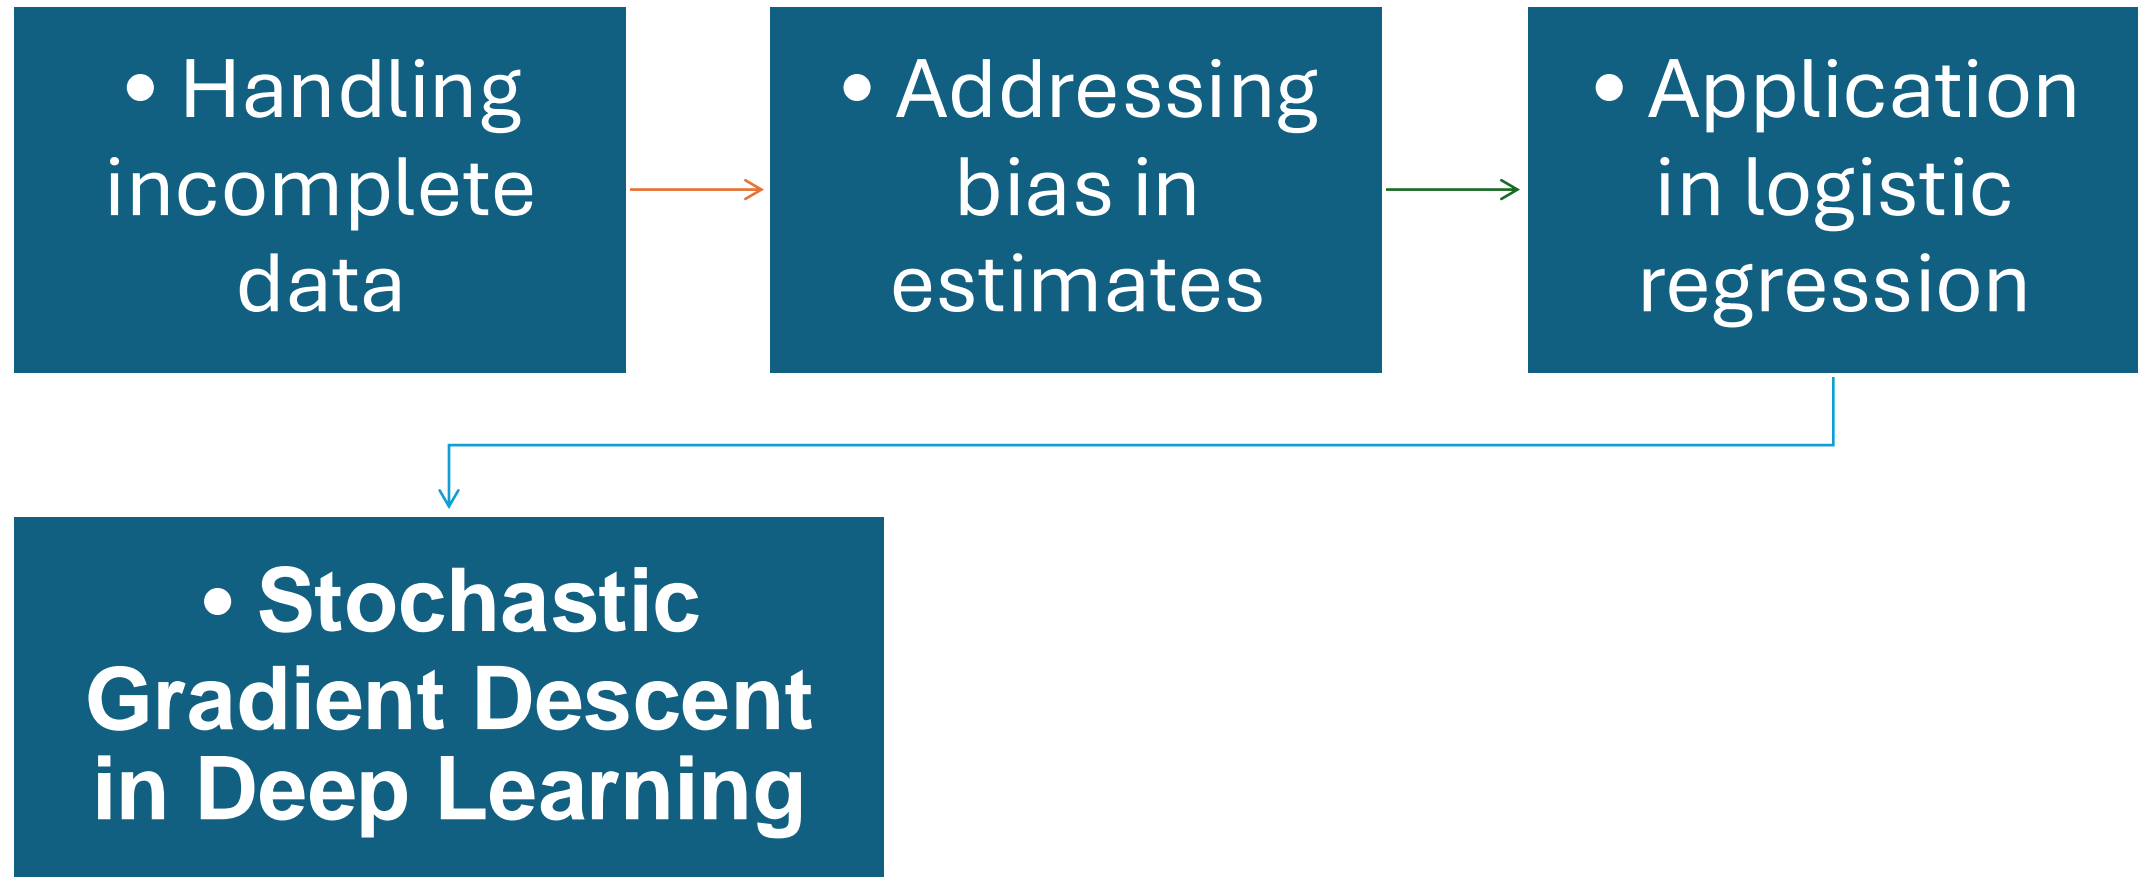 • Handling
incomplete
data
• Addressing
bias in
estimates
• Application
in logistic
regression
• Stochastic
Gradient Descent
in Deep Learning